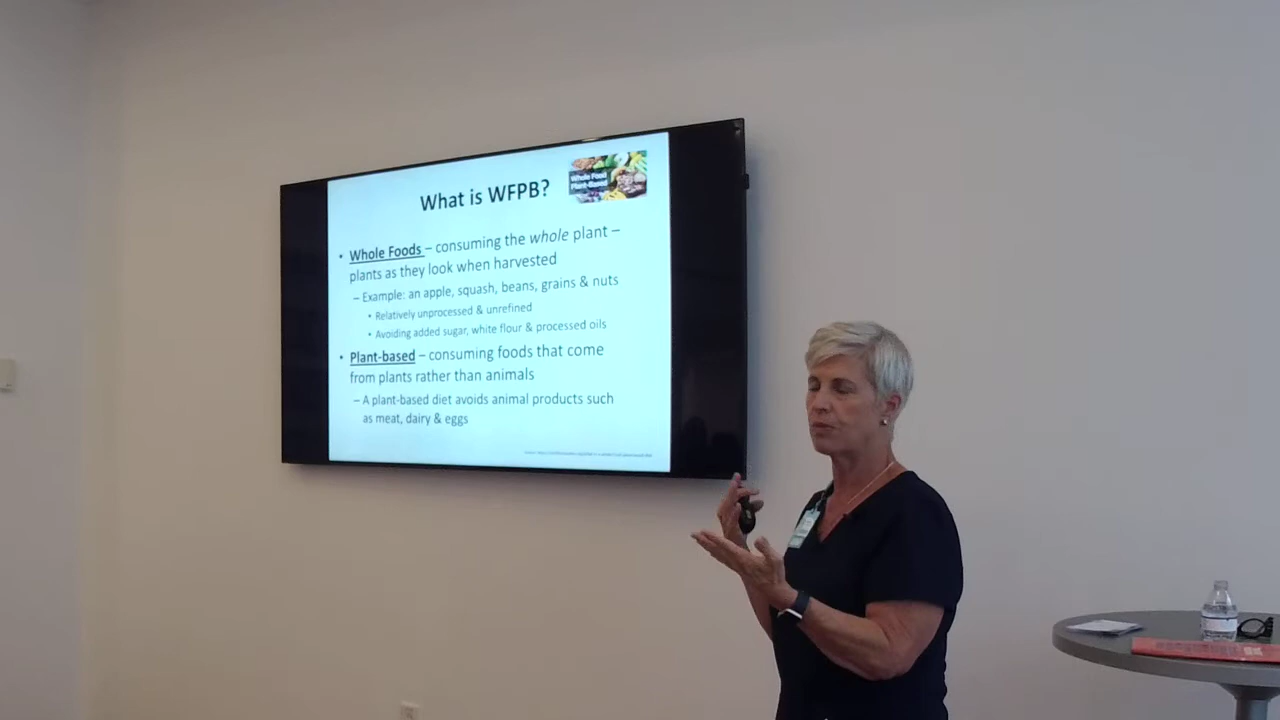 What is WFPB?
Whole Food
Plant-Based
• Whole Foods – consuming the whole plant –
plants as they look when harvested
– Example: an apple, squash, beans, grains & nuts
• Relatively unprocessed & unrefined
• Avoiding added sugar, white flour & processed oils
• Plant-based – consuming foods that come
from plants rather than animals
– A plant-based diet avoids animal products such
as meat, dairy & eggs